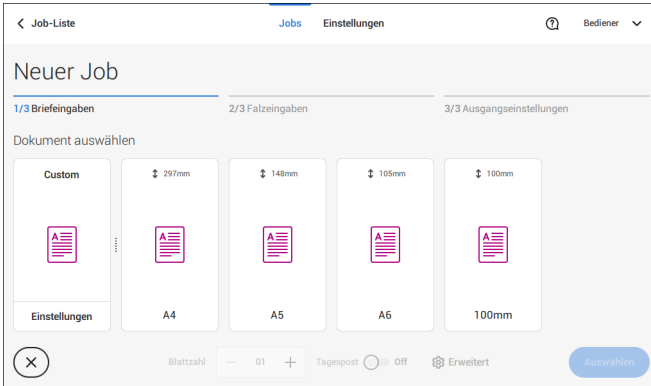 Job-Liste
Jobs Einstellungen
Bediener
Neuer Job
1/3 Briefeingaben
2/3 Falzeingaben
3/3 Ausgangseinstellungen
Dokument auswählen
Custom
Einstellungen
297mm
A4
148mm
A5
105mm
A6
100mm
100mm
Blattzahl — 01 +
Tagespost Off
Erweitert
Auswählen